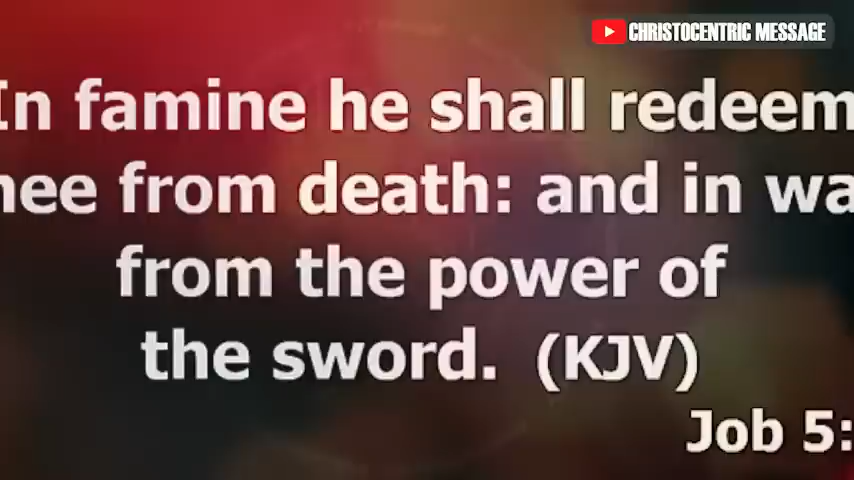 CHRISTOCENTRIC MESSAGE
In famine he shall redeem
hee from death: and in wa
from the power of
the sword. (KJV)
Job 5: